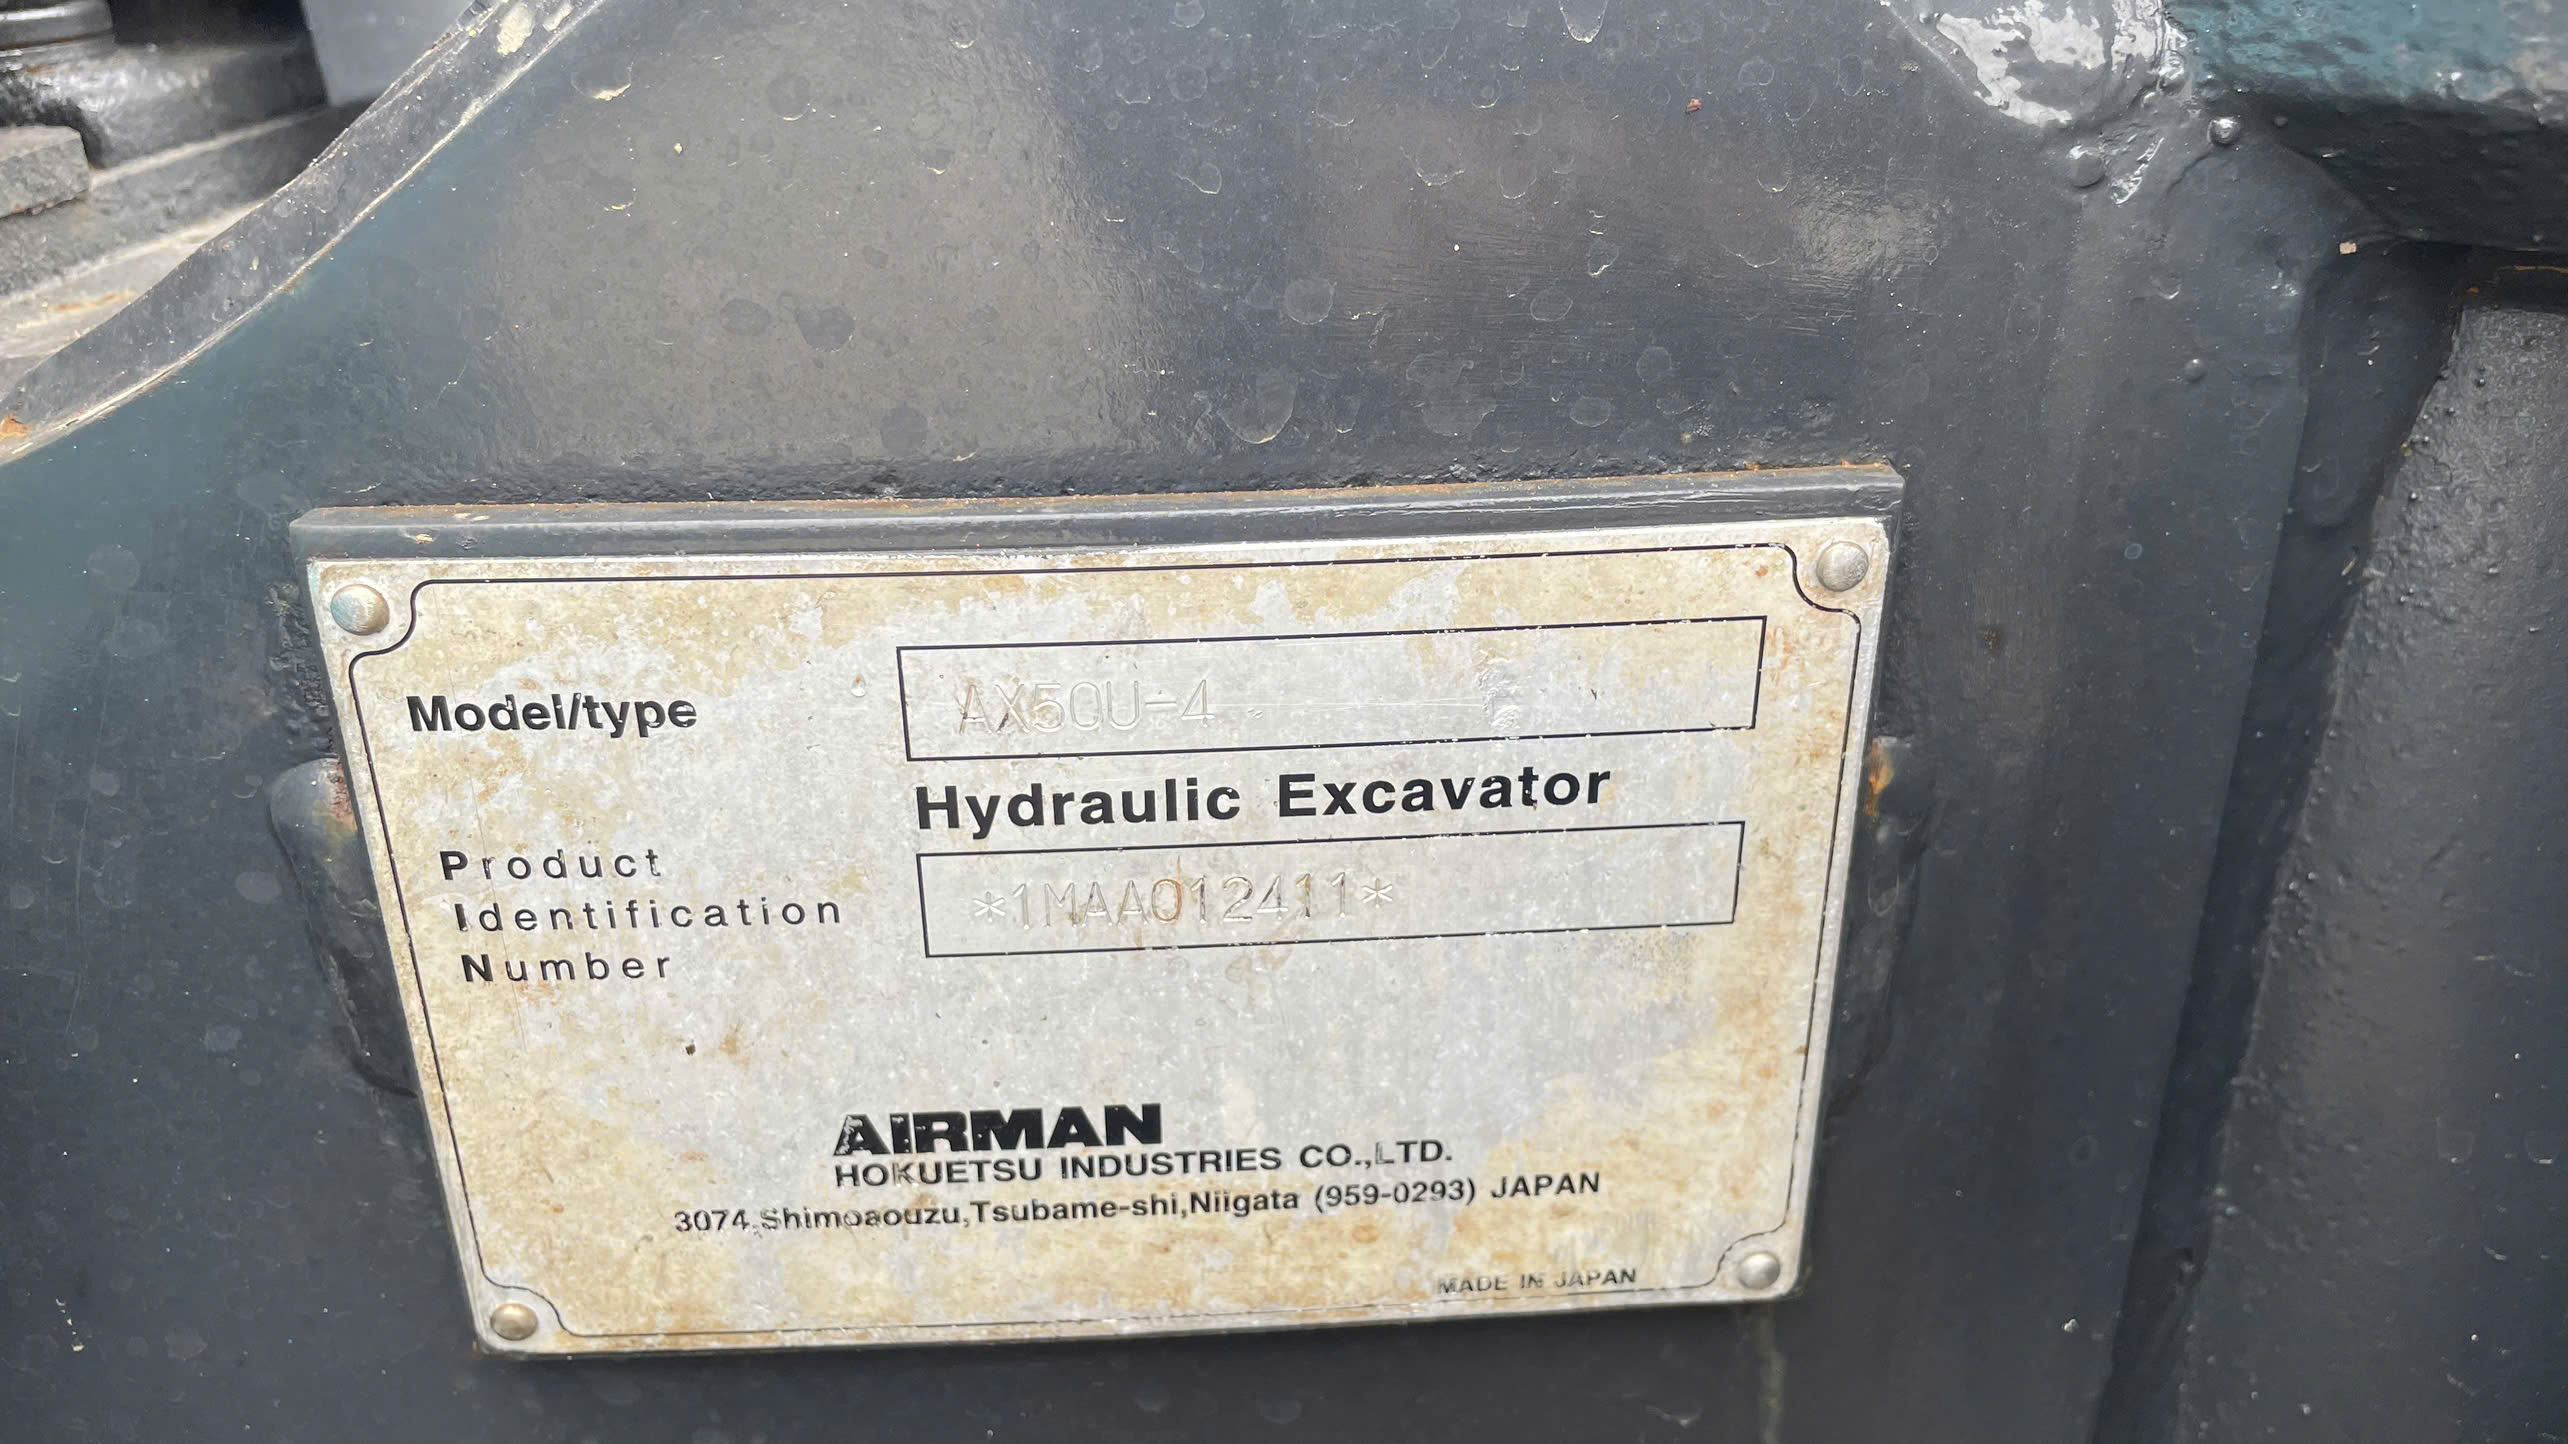 Model/type AX50U-4
Hydraulic Excavator
Product
Identification *1MAA012411*
Number
AIRMAN
HOKUETSU INDUSTRIES CO.,LTD.
3074,Shimoaouzu,Tsubame-shi,Niigata (959-0293) JAPAN
MADE IN JAPAN